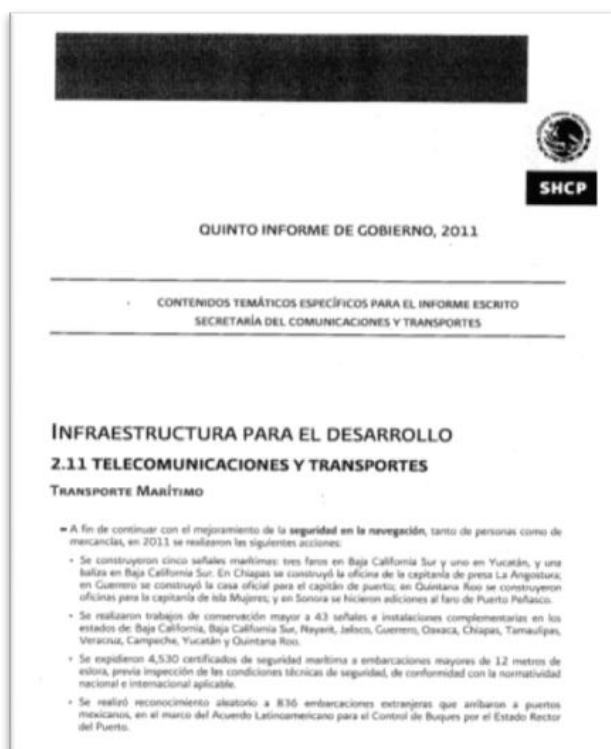 SHCP
QUINTO INFORME DE GOBIERNO, 2011
CONTENIDOS TEMÁTICOS ESPECÍFICOS PARA EL INFORME ESCRITO
SECRETARÍA DEL COMUNICACIONES Y TRANSPORTES
INFRAESTRUCTURA PARA EL DESARROLLO
2.11 TELECOMUNICACIONES Y TRANSPORTES
TRANSPORTE MARÍTIMO
A fin de continuar con el mejoramiento de la seguridad en la navegación, tanto de personas como de
mercancías, en 2011 se realizaron las siguientes acciones:
Se construyeron cinco señales marítimas: tres faros en Baja California Sur y uno en Yucatán, y una
baliza en Baja California Sur. En Chiapas se construyó la oficina de la capitanía de presa La Angostura;
en Guerrero se construyó la casa oficial para el capitán de puerto; en Quintana Roo se construyeron
oficinas para la capitanía de Isla Mujeres; y en Sonora se hicieron adiciones al faro de Puerto Peñasco.
Se realizaron trabajos de conservación mayor a 43 señales e instalaciones complementarias en los
estados de: Baja California, Baja California Sur, Nayarit, Jalisco, Guerrero, Oaxaca, Chiapas, Tamaulipas,
Veracruz, Campeche, Yucatán y Quintana Roo.
Se expidieron 4,530 certificados de seguridad marítima a embarcaciones mayores de 12 metros de
eslora, previa inspección de las condiciones técnicas de seguridad, de conformidad con la normatividad
nacional e internacional aplicable.
Se realizó reconocimiento aleatorio a 836 embarcaciones extranjeras que arribaron a puertos
mexicanos, en el marco del Acuerdo Latinoamericano para el Control de Buques por el Estado Rector
del Puerto.